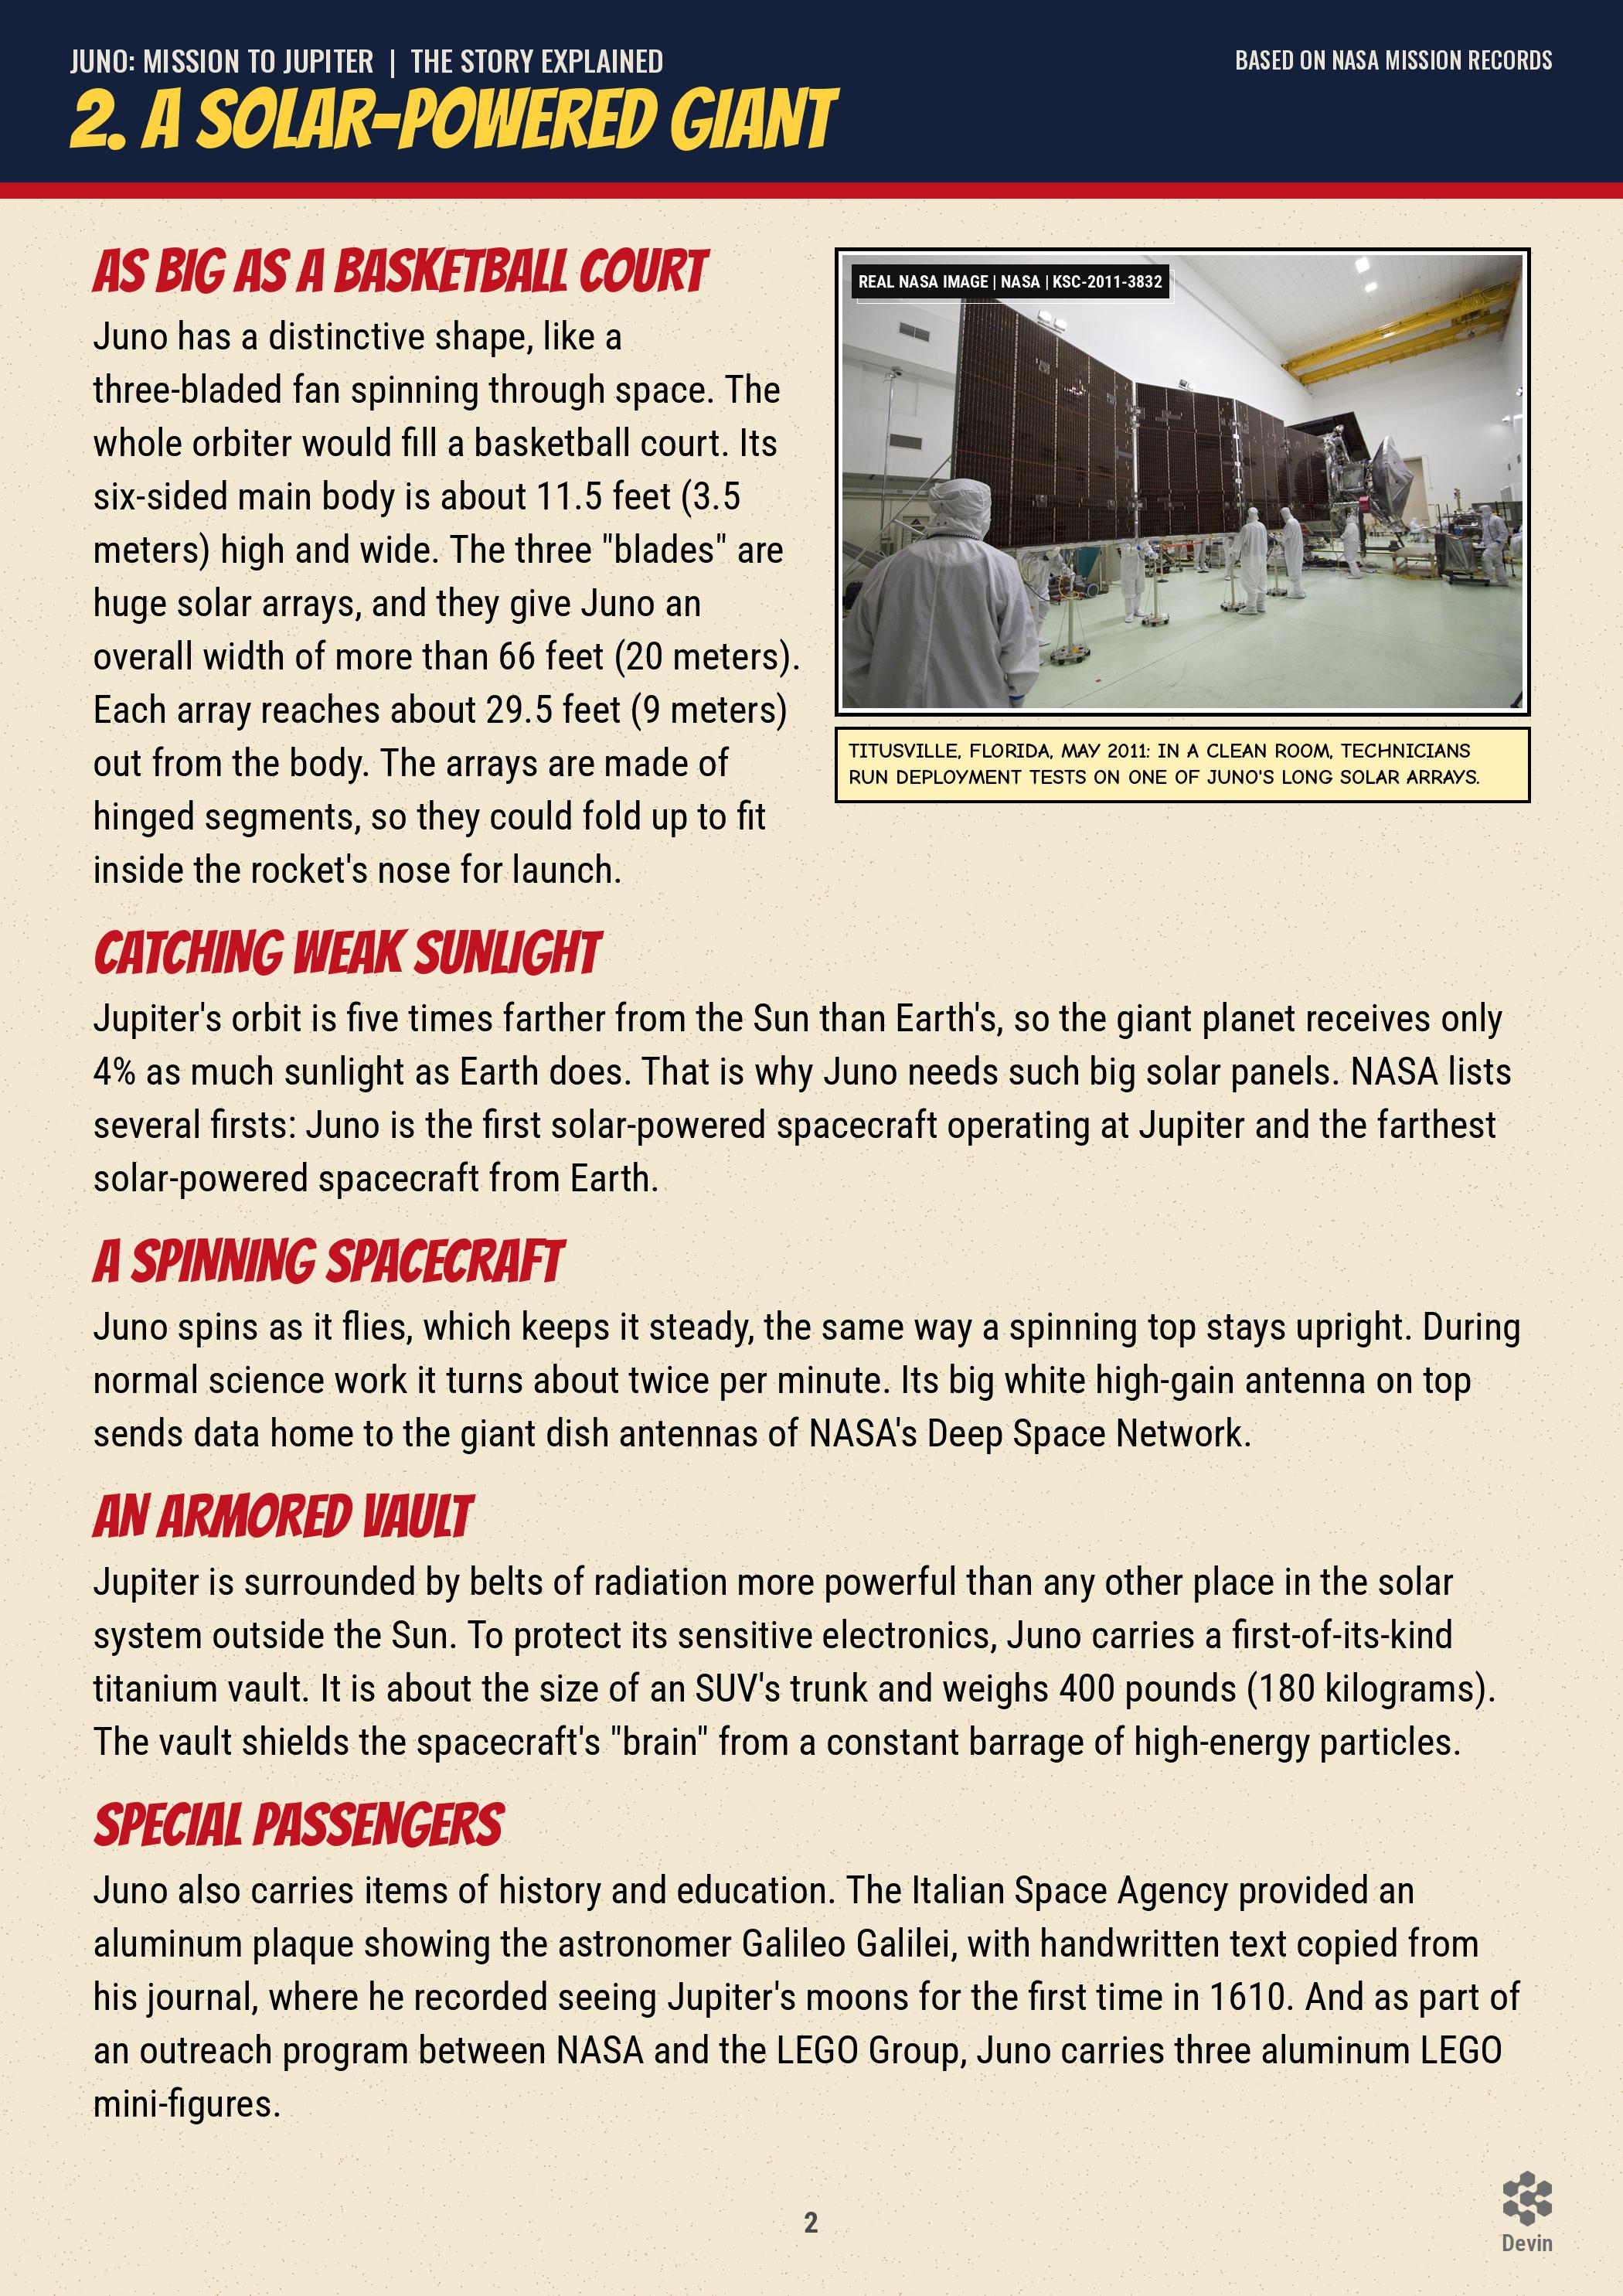 JUNO: MISSION TO JUPITER | THE STORY EXPLAINED
BASED ON NASA MISSION RECORDS
2. A SOLAR-POWERED GIANT
AS BIG AS A BASKETBALL COURT
Juno has a distinctive shape, like a
three-bladed fan spinning through space. The
whole orbiter would fill a basketball court. Its
six-sided main body is about 11.5 feet (3.5
meters) high and wide. The three "blades" are
huge solar arrays, and they give Juno an
overall width of more than 66 feet (20 meters).
Each array reaches about 29.5 feet (9 meters)
out from the body. The arrays are made of
hinged segments, so they could fold up to fit
inside the rocket's nose for launch.
REAL NASA IMAGE | NASA | KSC-2011-3832
TITUSVILLE, FLORIDA, MAY 2011: IN A CLEAN ROOM, TECHNICIANS
RUN DEPLOYMENT TESTS ON ONE OF JUNO'S LONG SOLAR ARRAYS.
CATCHING WEAK SUNLIGHT
Jupiter's orbit is five times farther from the Sun than Earth's, so the giant planet receives only
4% as much sunlight as Earth does. That is why Juno needs such big solar panels. NASA lists
several firsts: Juno is the first solar-powered spacecraft operating at Jupiter and the farthest
solar-powered spacecraft from Earth.
A SPINNING SPACECRAFT
Juno spins as it flies, which keeps it steady, the same way a spinning top stays upright. During
normal science work it turns about twice per minute. Its big white high-gain antenna on top
sends data home to the giant dish antennas of NASA's Deep Space Network.
AN ARMORED VAULT
Jupiter is surrounded by belts of radiation more powerful than any other place in the solar
system outside the Sun. To protect its sensitive electronics, Juno carries a first-of-its-kind
titanium vault. It is about the size of an SUV's trunk and weighs 400 pounds (180 kilograms).
The vault shields the spacecraft's "brain" from a constant barrage of high-energy particles.
SPECIAL PASSENGERS
Juno also carries items of history and education. The Italian Space Agency provided an
aluminum plaque showing the astronomer Galileo Galilei, with handwritten text copied from
his journal, where he recorded seeing Jupiter's moons for the first time in 1610. And as part of
an outreach program between NASA and the LEGO Group, Juno carries three aluminum LEGO
mini-figures.
2
Devin